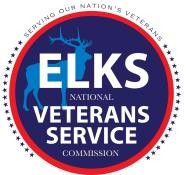 SERVING OUR NATION'S VETERANS
ELKS
NATIONAL
VETERANS
SERVICE
COMMISSION